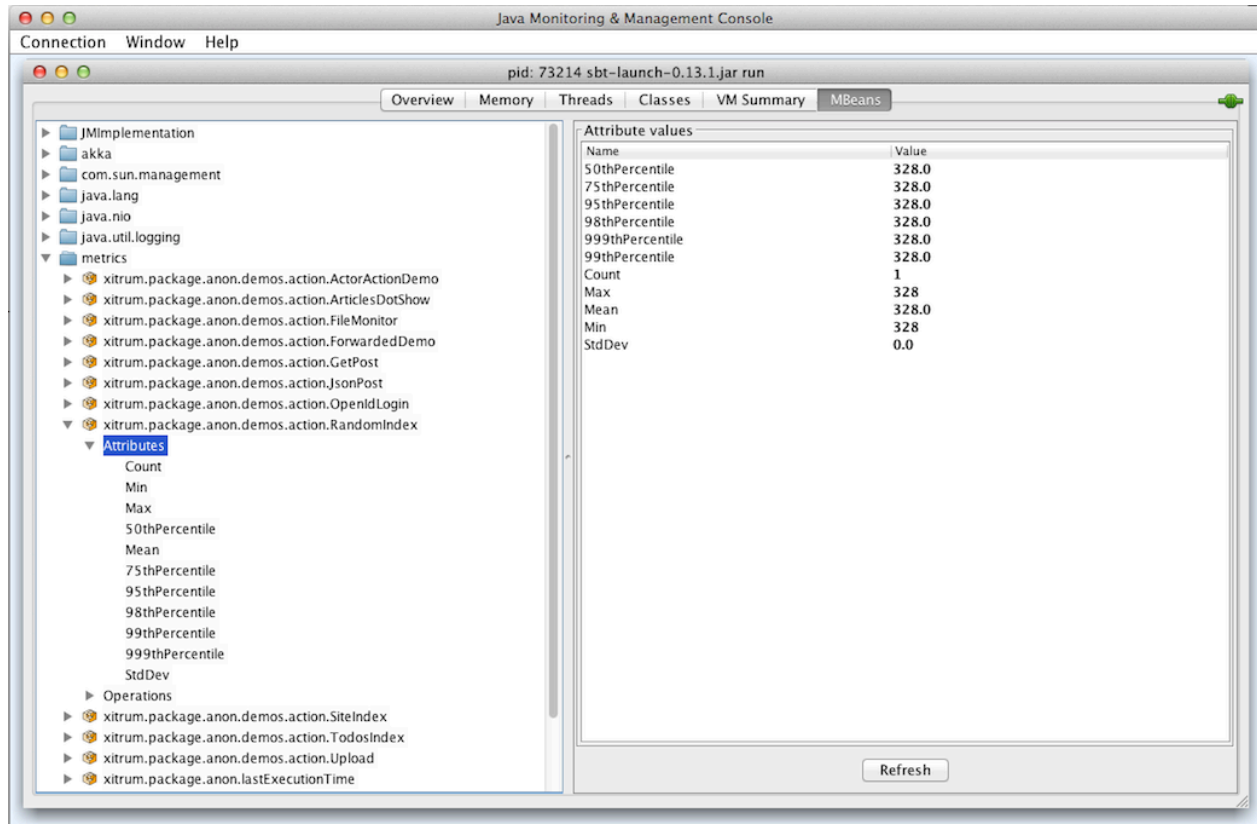 Java Monitoring & Management Console
Connection Window Help
pid: 73214 sbt-launch-0.13.1.jar run
Overview Memory Threads Classes VM Summary MBeans
JMImplementation
akka
com.sun.management
java.lang
java.nio
java.util.logging
metrics
xitrum.package.anon.demos.action.ActorActionDemo
xitrum.package.anon.demos.action.ArticlesDotShow
xitrum.package.anon.demos.action.FileMonitor
xitrum.package.anon.demos.action.ForwardedDemo
xitrum.package.anon.demos.action.GetPost
xitrum.package.anon.demos.action.JsonPost
xitrum.package.anon.demos.action.OpenIdLogin
xitrum.package.anon.demos.action.RandomIndex
Attributes
Count
Min
Max
50thPercentile
Mean
75thPercentile
95thPercentile
98thPercentile
99thPercentile
999thPercentile
StdDev
Operations
xitrum.package.anon.demos.action.SiteIndex
xitrum.package.anon.demos.action.TodosIndex
xitrum.package.anon.demos.action.Upload
xitrum.package.anon.lastExecutionTime
Attribute values
Name Value
50thPercentile 328.0
75thPercentile 328.0
95thPercentile 328.0
98thPercentile 328.0
999thPercentile 328.0
99thPercentile 328.0
Count 1
Max 328
Mean 328.0
Min 328
StdDev 0.0
Refresh